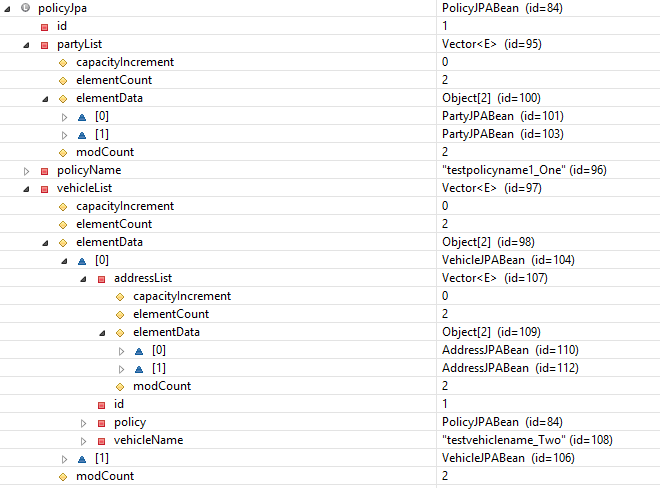 policyJpa PolicyJPABean (id=84)
id 1
partyList Vector<E> (id=95)
capacityIncrement 0
elementCount 2
elementData Object[2] (id=100)
[0] PartyJPABean (id=101)
[1] PartyJPABean (id=103)
modCount 2
policyName "testpolicyname1_One" (id=96)
vehicleList Vector<E> (id=97)
capacityIncrement 0
elementCount 2
elementData Object[2] (id=98)
[0] VehicleJPABean (id=104)
addressList Vector<E> (id=107)
capacityIncrement 0
elementCount 2
elementData Object[2] (id=109)
[0] AddressJPABean (id=110)
[1] AddressJPABean (id=112)
modCount 2
id 1
policy PolicyJPABean (id=84)
vehicleName "testvehiclename_Two" (id=108)
[1] VehicleJPABean (id=106)
modCount 2